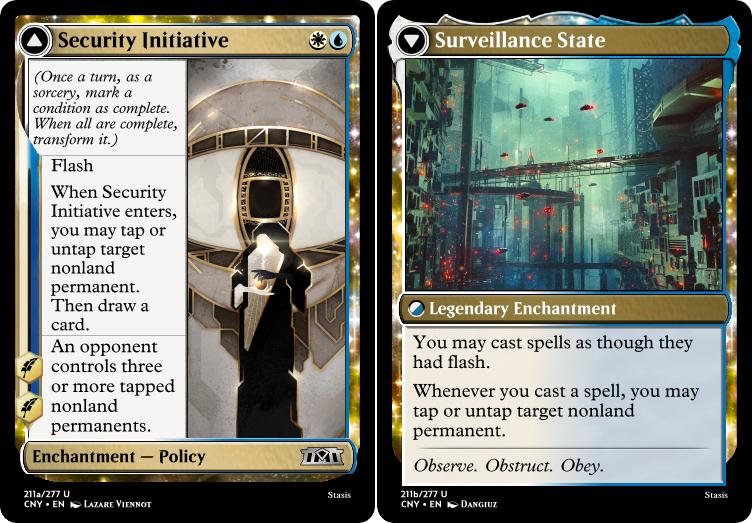 Security Initiative
(Once a turn, as a
sorcery, mark a
condition as complete.
When all are complete,
transform it.)
Flash
When Security
Initiative enters,
you may tap or
untap target
nonland
permanent.
Then draw a
card.
An opponent
controls three
or more tapped
nonland
permanents.
Enchantment — Policy
211a/277 U
CNY • EN Lazare Viennot
Stasis
Surveillance State
Legendary Enchantment
You may cast spells as though they
had flash.
Whenever you cast a spell, you may
tap or untap target nonland
permanent.
Observe. Obstruct. Obey.
211b/277 U
CNY • EN Dangiuz
Stasis